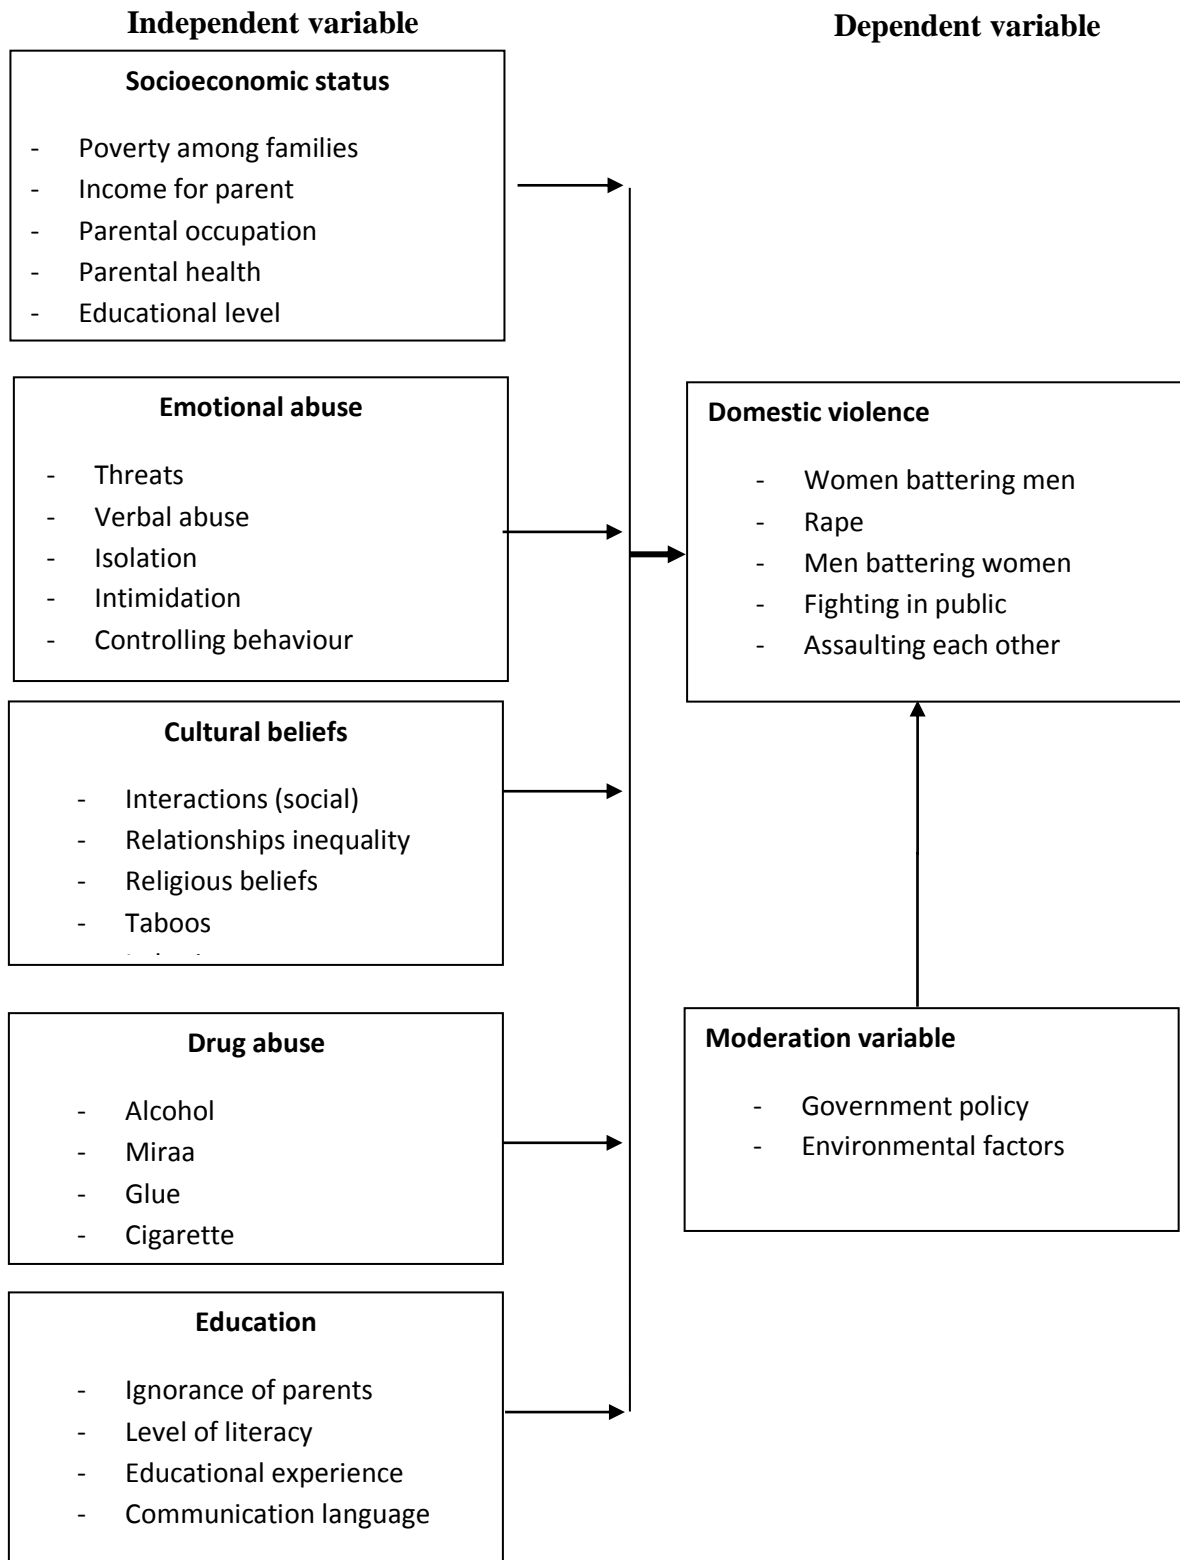 Independent variable
Dependent variable
Socioeconomic status
- Poverty among families
- Income for parent
- Parental occupation
- Parental health
- Educational level
Emotional abuse
- Threats
- Verbal abuse
- Isolation
- Intimidation
- Controlling behaviour
Domestic violence
- Women battering men
- Rape
- Men battering women
- Fighting in public
- Assaulting each other
Cultural beliefs
- Interactions (social)
- Relationships inequality
- Religious beliefs
- Taboos
Drug abuse
- Alcohol
- Miraa
- Glue
- Cigarette
Moderation variable
- Government policy
- Environmental factors
Education
- Ignorance of parents
- Level of literacy
- Educational experience
- Communication language